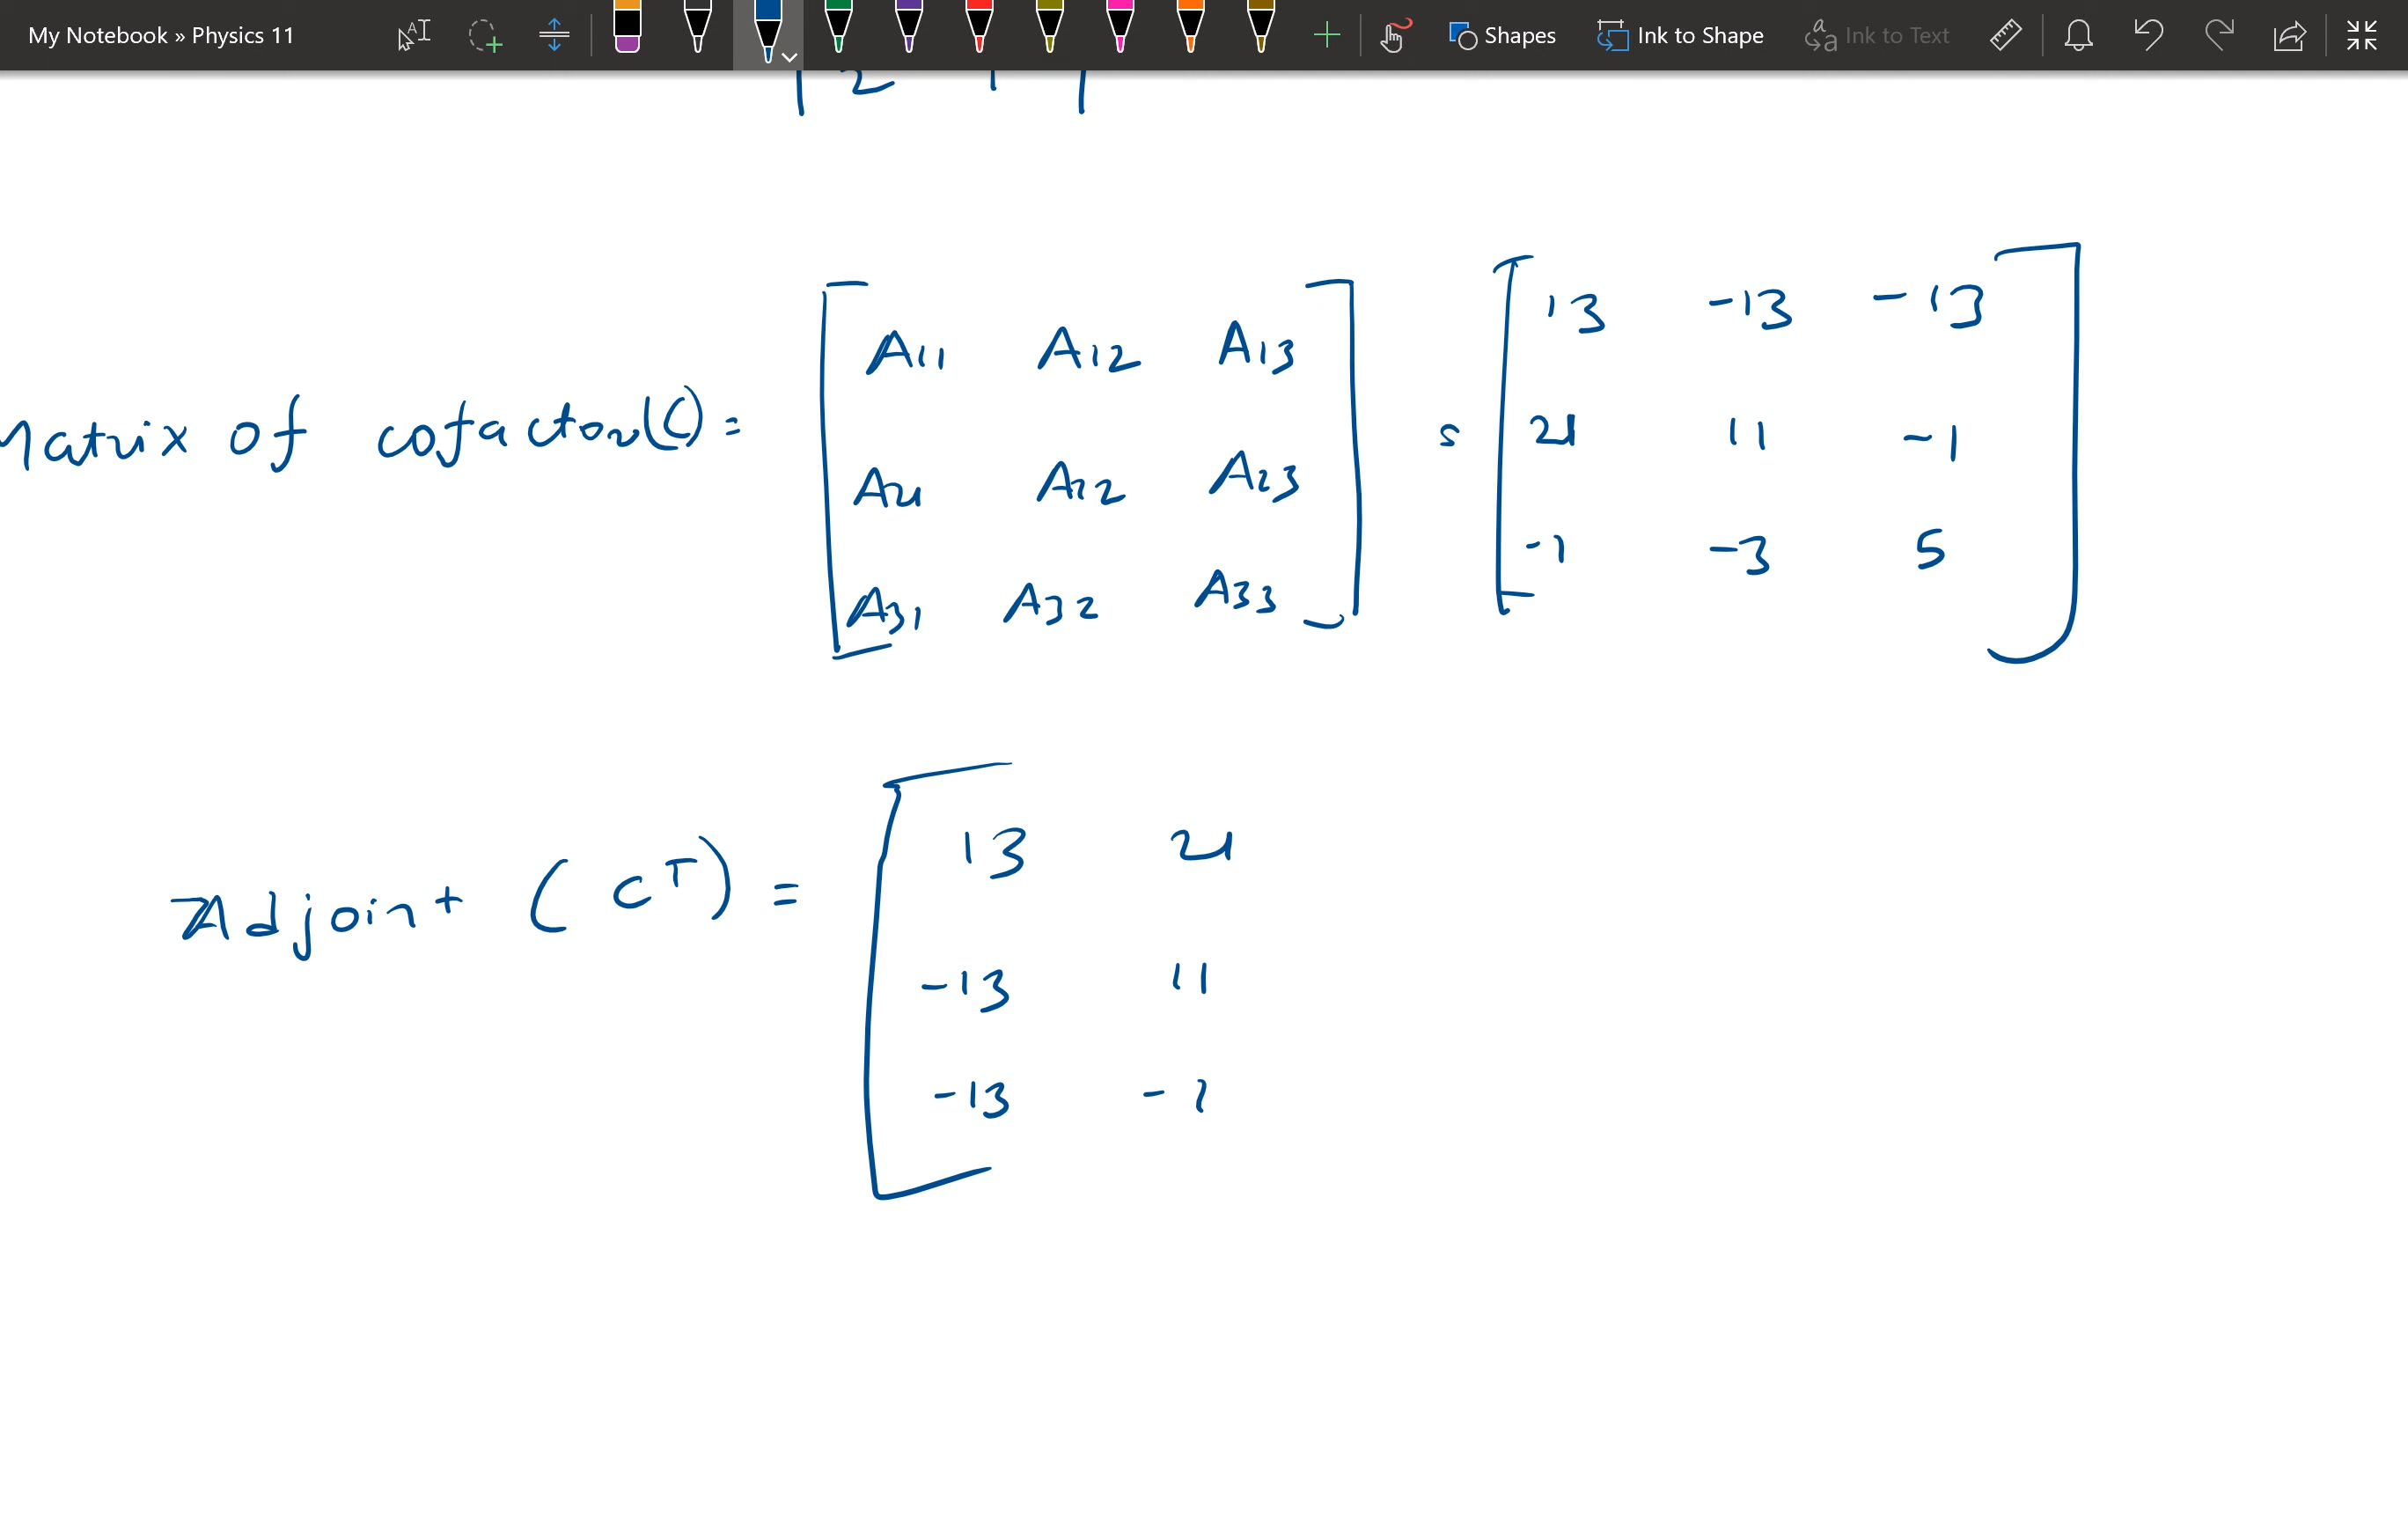 My Notebook » Physics 11 Shapes Ink to Shape Ink to Text
2 1
Matrix of cofactor(C) = A11 A12 A13 = 13 -13 -13
A21 A22 A23 21 11 -1
A31 A32 A33 -1 -3 5
Adjoint (C^T) = 13 21
-13 11
-13 -1